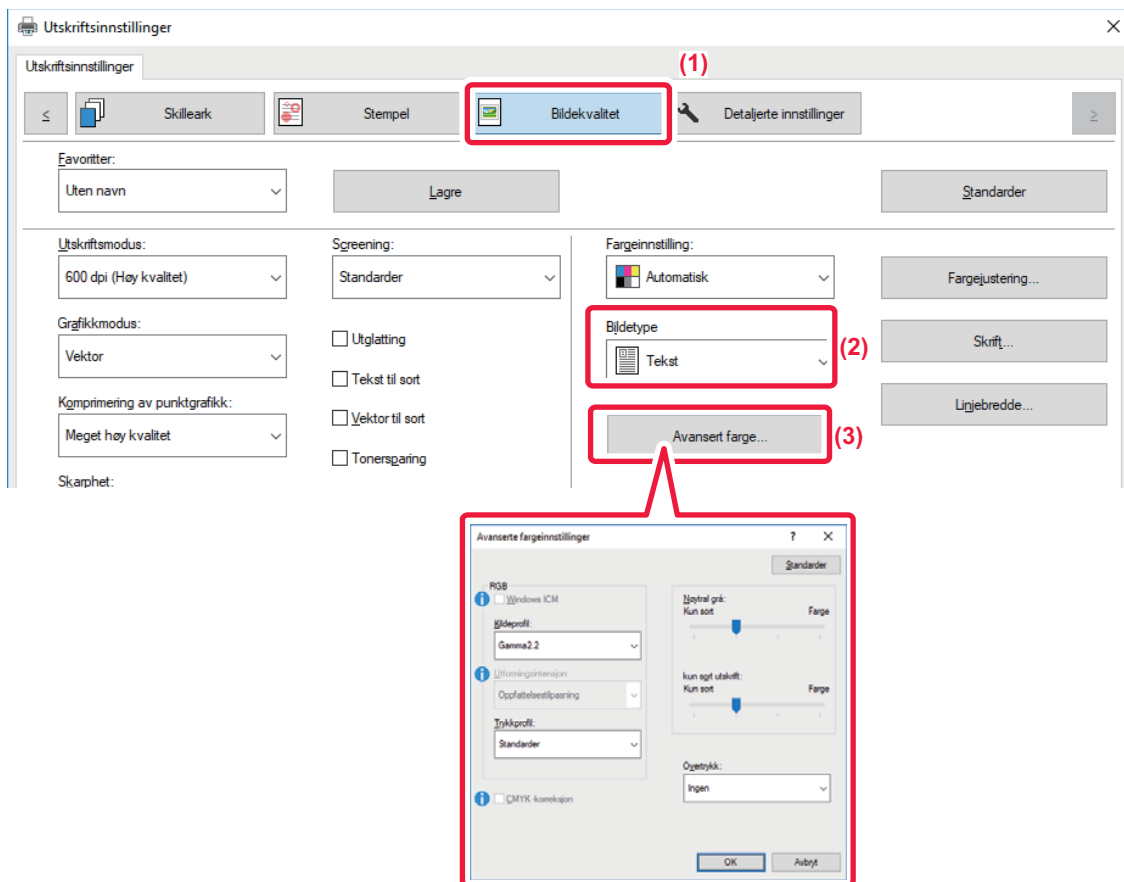 Utskriftsinnstillinger
Utskriftsinnstillinger
(1)
< Skilleark Stempel Bildekvalitet Detaljerte innstillinger >
Favoritter:
Uten navn Lagre Standarder
Utskriftsmodus: Screening: Fargeinnstilling:
600 dpi (Høy kvalitet) Standarder Automatisk Fargejustering...
Grafikkmodus: Bildetype
Vektor Utglatting Tekst (2) Skrift...
Tekst til sort
Komprimering av punktgrafikk: Linjebredde...
Meget høy kvalitet Vektor til sort Avansert farge... (3)
Tonersparing
Skarphet:
Avanserte fargeinnstillinger ?
Standarder
RGB
Windows ICM Nøytral grå:
Kun sort Farge
Kildeprofil:
Gamma2.2
Utformingsintensjon: kun sort utskrift:
Oppfattelsestilpasning Kun sort Farge
Trykkprofil:
Standarder
Overtrykk:
Ingen
CMYK -korreksjon
OK Avbryt